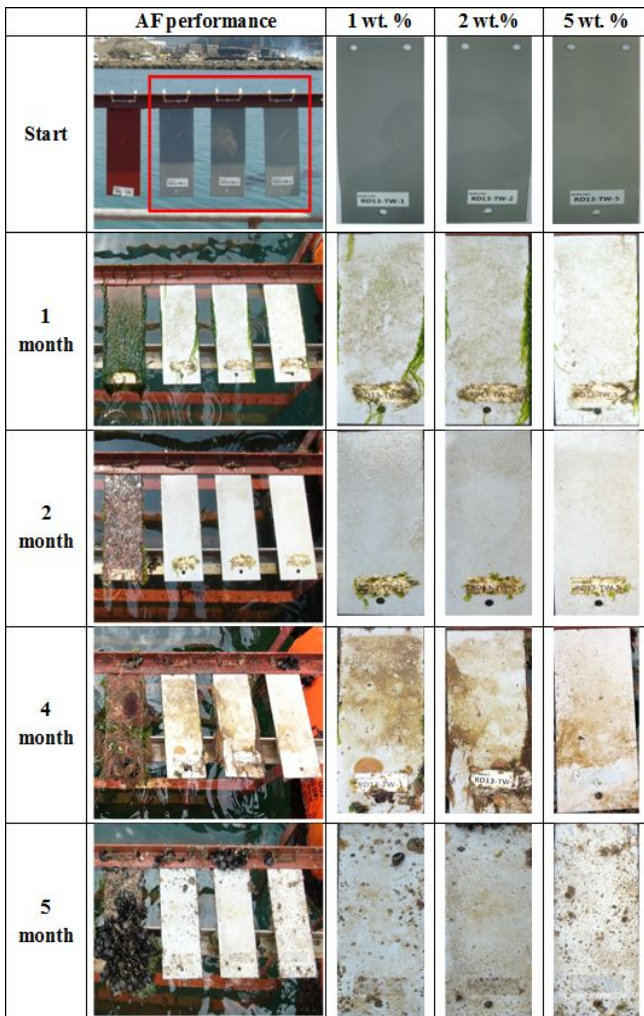 AF performance 1 wt. % 2 wt. % 5 wt. %
Start
RD13-TW-1
RD13-TW-2
RD13-TW-5
1
month
2
month
4
month
RD13-TW-1
5
month